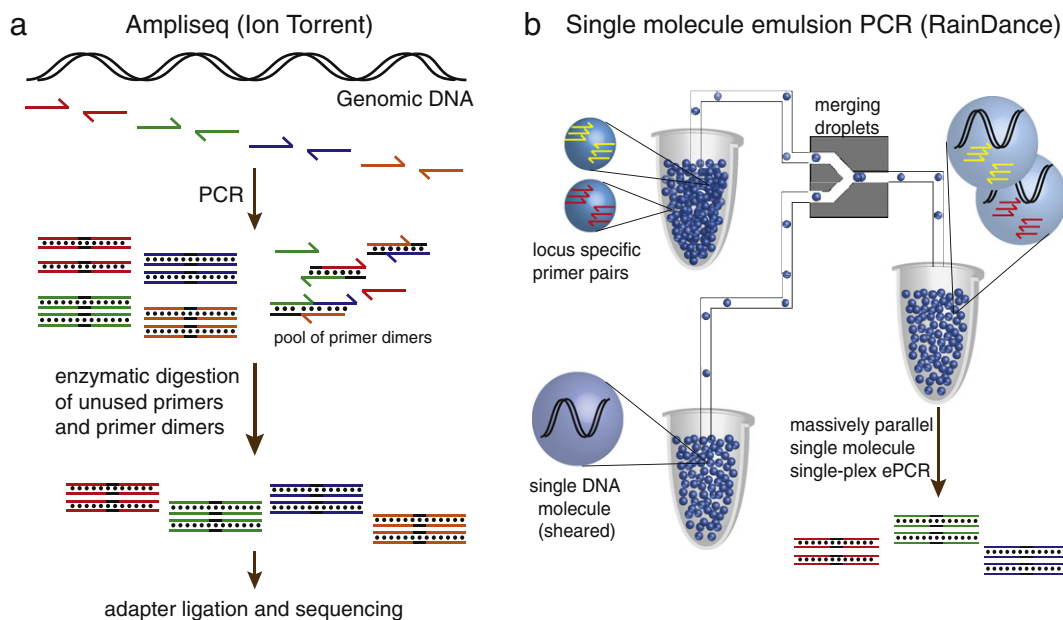 a
Ampliseq (Ion Torrent)
Genomic DNA
PCR
pool of primer dimers
enzymatic digestion
of unused primers
and primer dimers
adapter ligation and sequencing
b
Single molecule emulsion PCR (RainDance)
merging
droplets
locus specific
primer pairs
single DNA
molecule
(sheared)
massively parallel
single molecule
single-plex ePCR